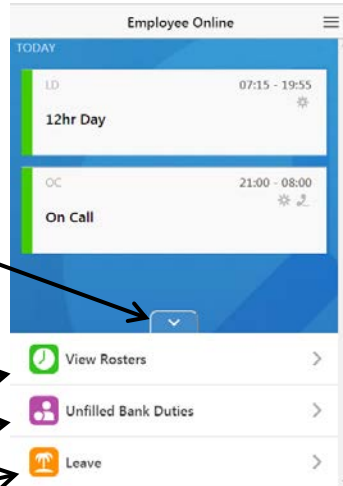 Employee Online
TODAY
LD 07:15 - 19:55
12hr Day
OC 21:00 - 08:00
On Call
View Rosters
Unfilled Bank Duties
Leave